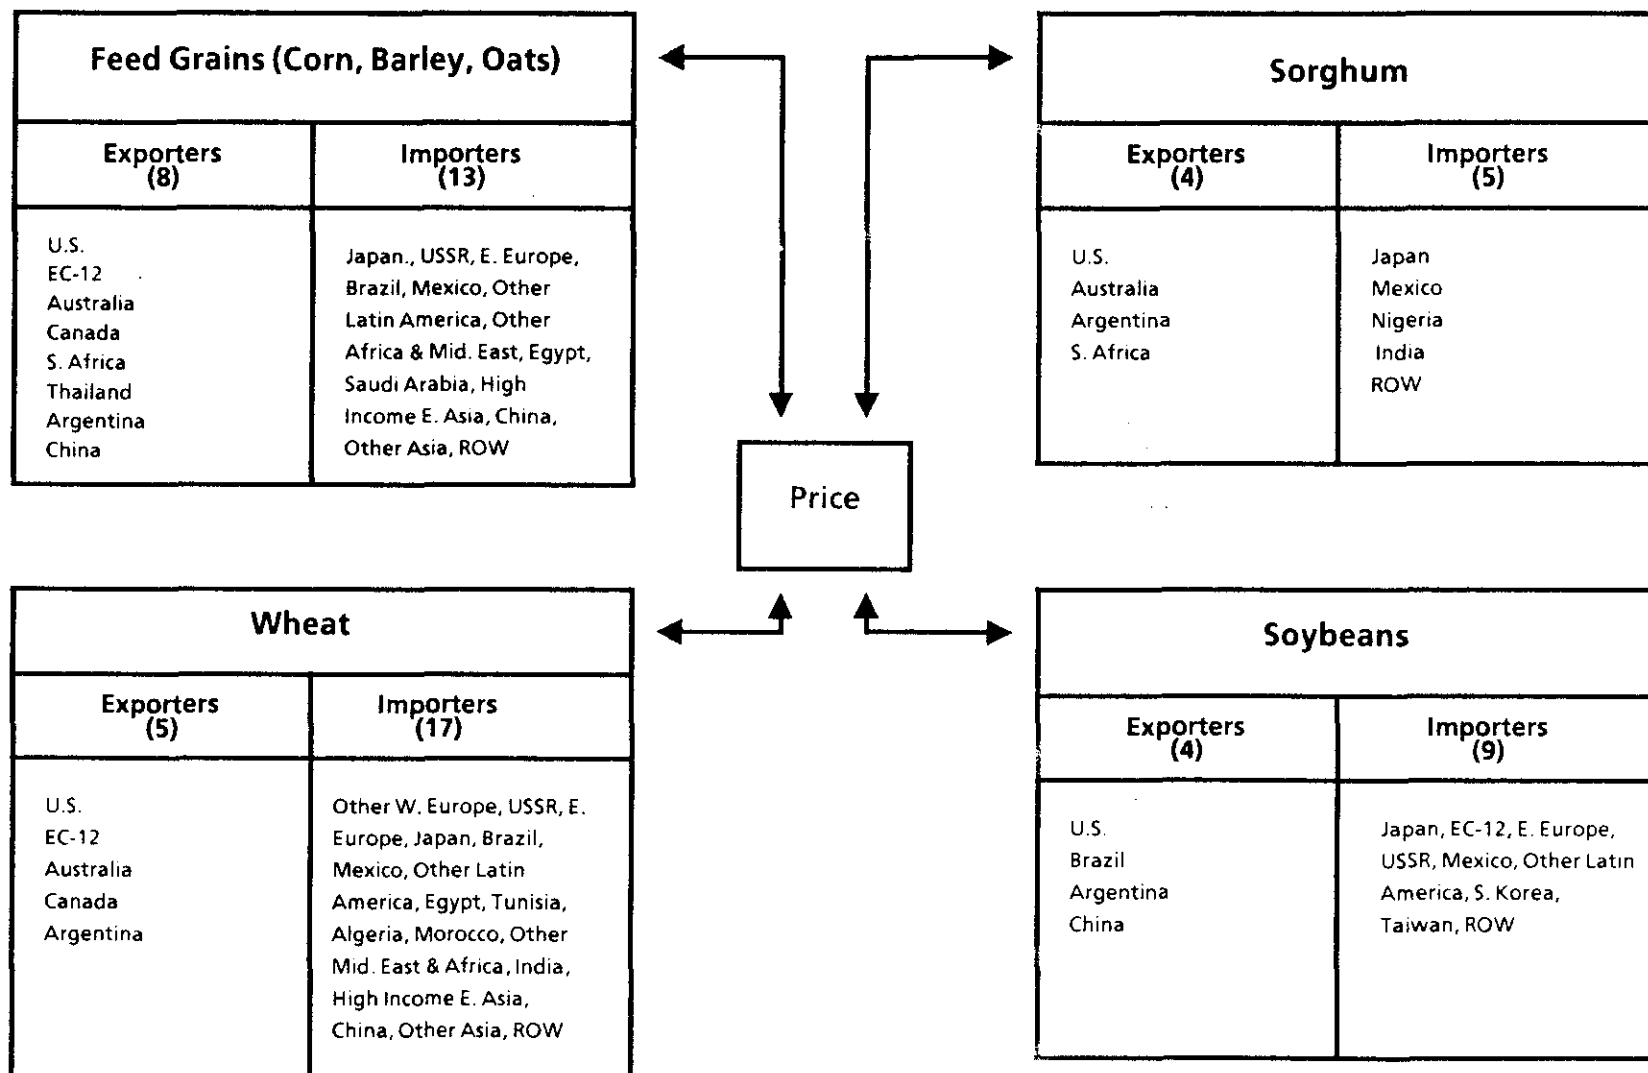 Feed Grains (Corn, Barley, Oats)
Exporters
(8)
Importers
(13)
U.S.
EC-12
Australia
Canada
S. Africa
Thailand
Argentina
China
Japan., USSR, E. Europe,
Brazil, Mexico, Other
Latin America, Other
Africa & Mid. East, Egypt,
Saudi Arabia, High
Income E. Asia, China,
Other Asia, ROW
Sorghum
Exporters
(4)
Importers
(5)
U.S.
Australia
Argentina
S. Africa
Japan
Mexico
Nigeria
India
ROW
Price
Wheat
Exporters
(5)
Importers
(17)
U.S.
EC-12
Australia
Canada
Argentina
Other W. Europe, USSR, E.
Europe, Japan, Brazil,
Mexico, Other Latin
America, Egypt, Tunisia,
Algeria, Morocco, Other
Mid. East & Africa, India,
High Income E. Asia,
China, Other Asia, ROW
Soybeans
Exporters
(4)
Importers
(9)
U.S.
Brazil
Argentina
China
Japan, EC-12, E. Europe,
USSR, Mexico, Other Latin
America, S. Korea,
Taiwan, ROW